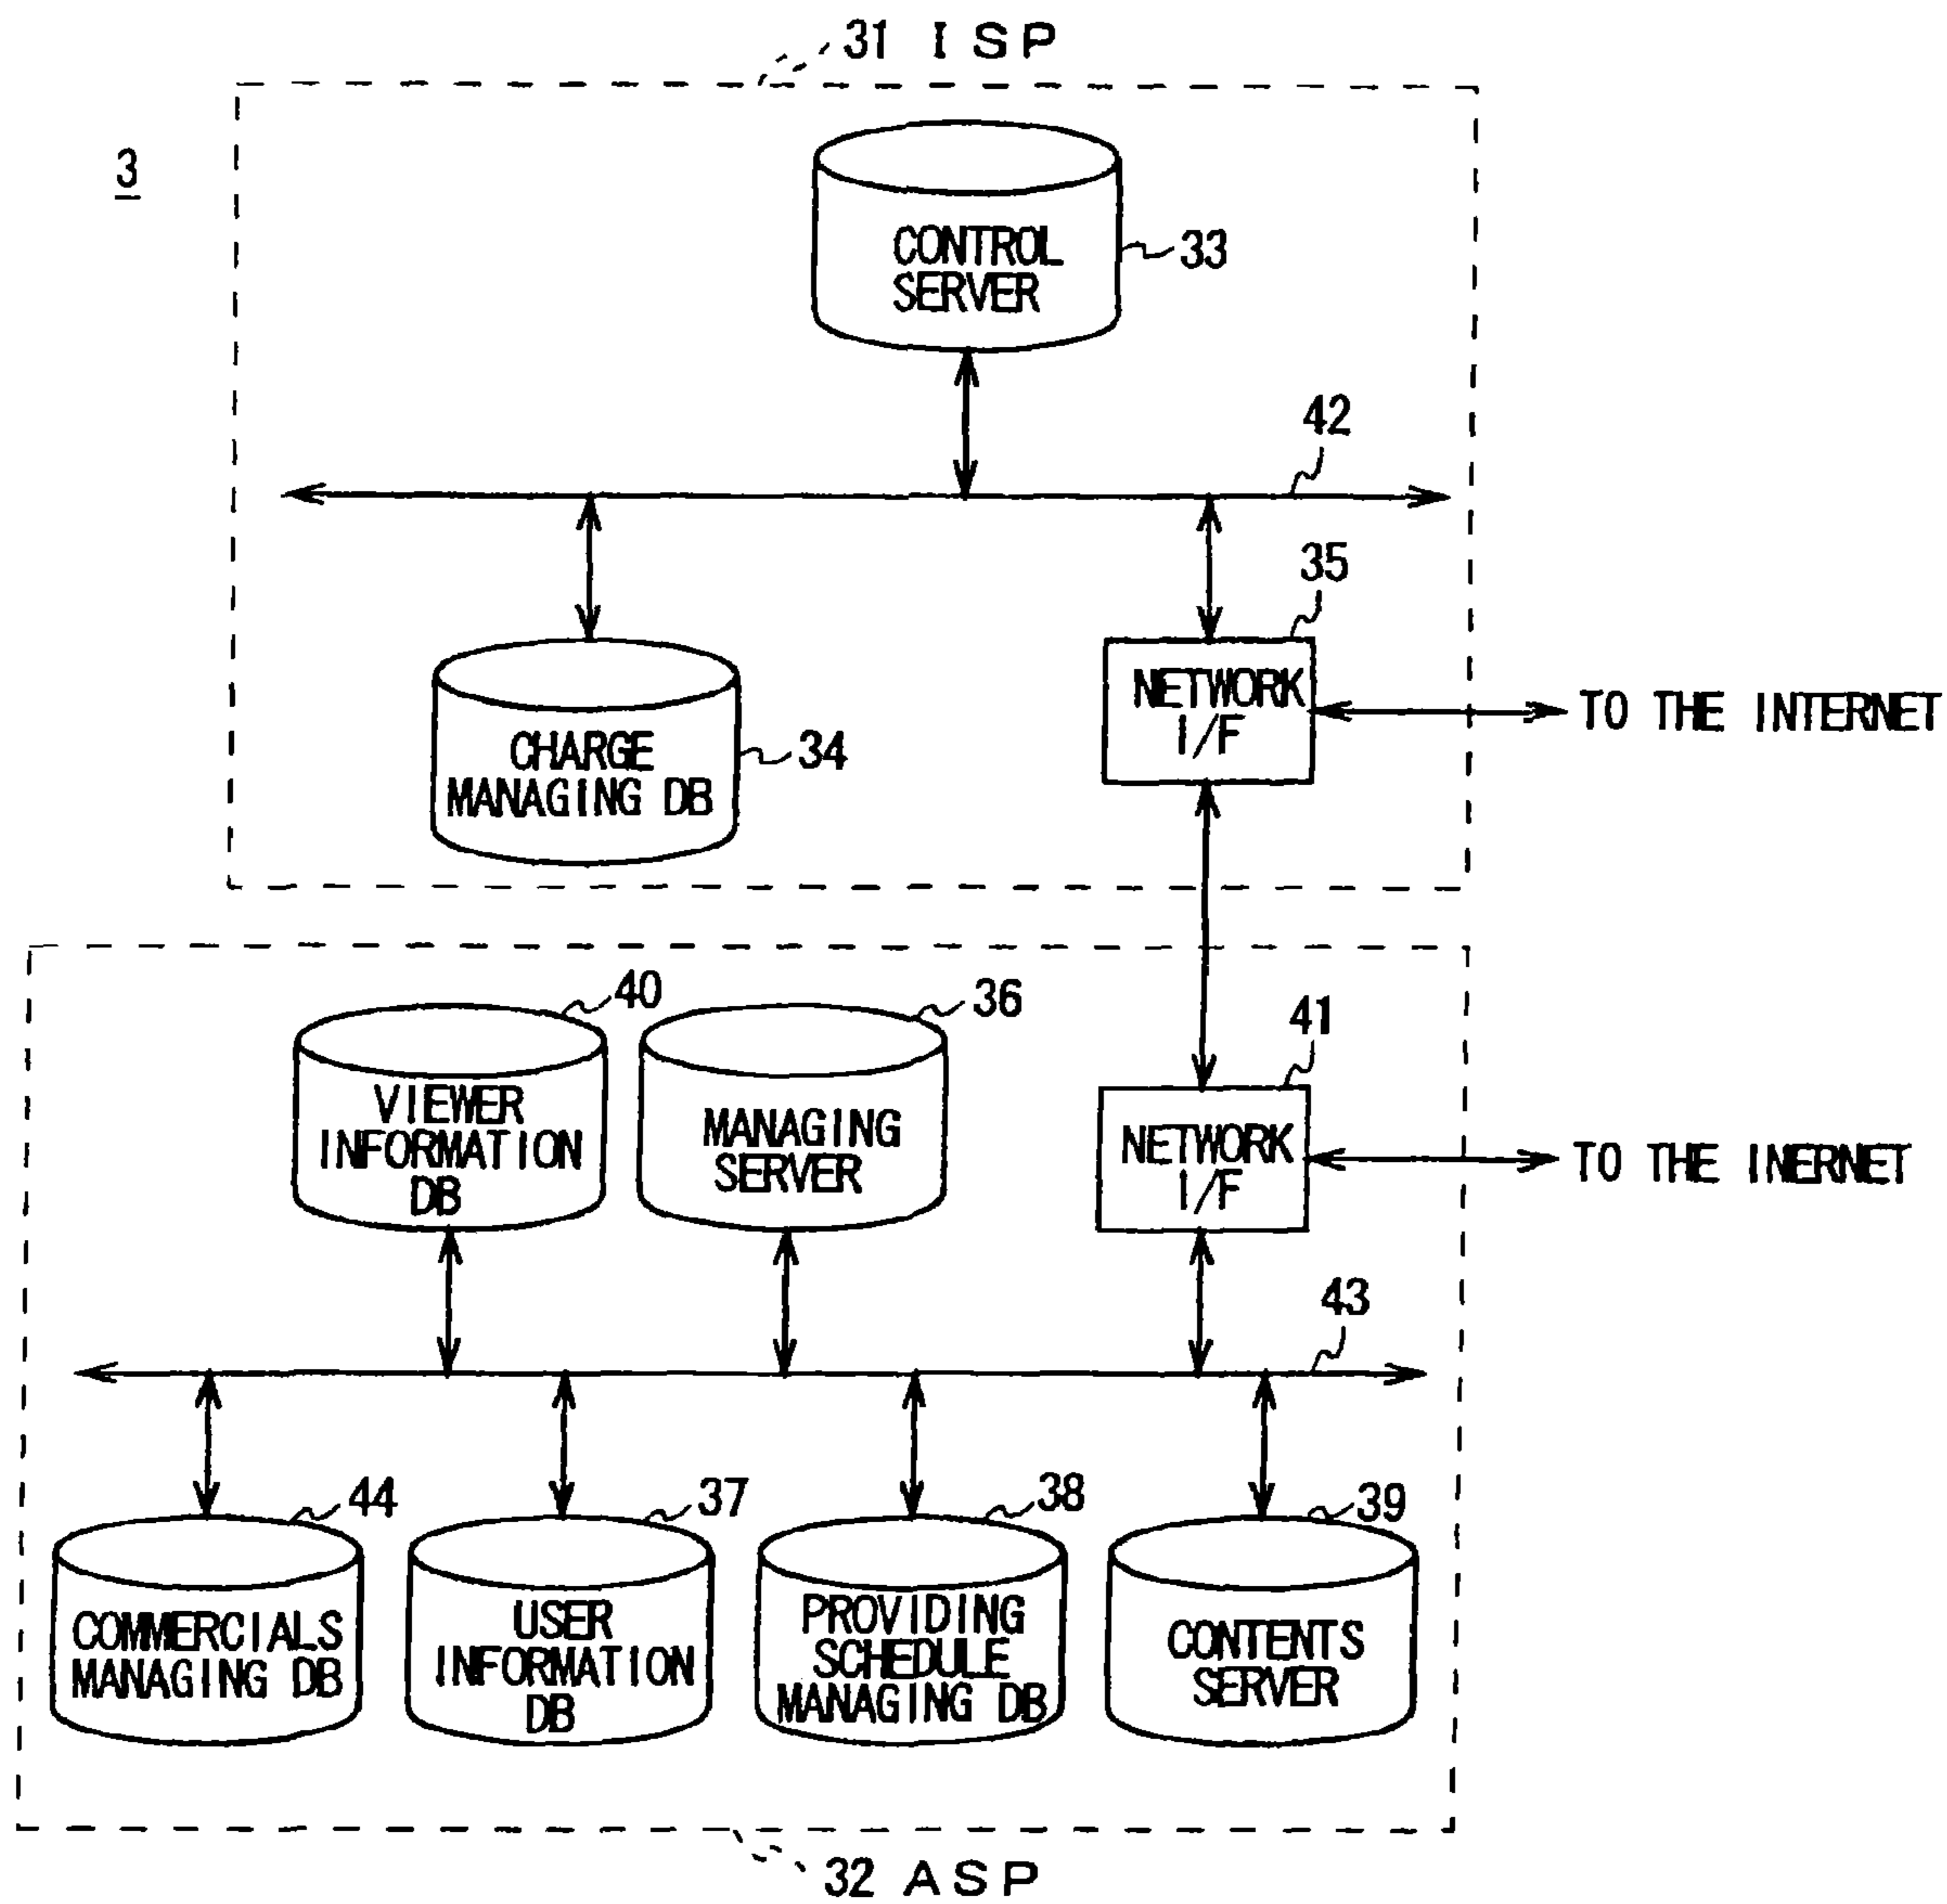 31 ISP
3
CONTROL
SERVER
33
42
35
NETWORK
I/F
TO THE INTERNET
CHARGE
MANAGING DB
34
40
36
41
VIEWER
INFORMATION
DB
MANAGING
SERVER
NETWORK
I/F
TO THE INERNET
43
44
37
38
39
COMMERCIALS
MANAGING DB
USER
INFORMATION
DB
PROVIDING
SCHEDULE
MANAGING DB
CONTENTS
SERVER
32 ASP